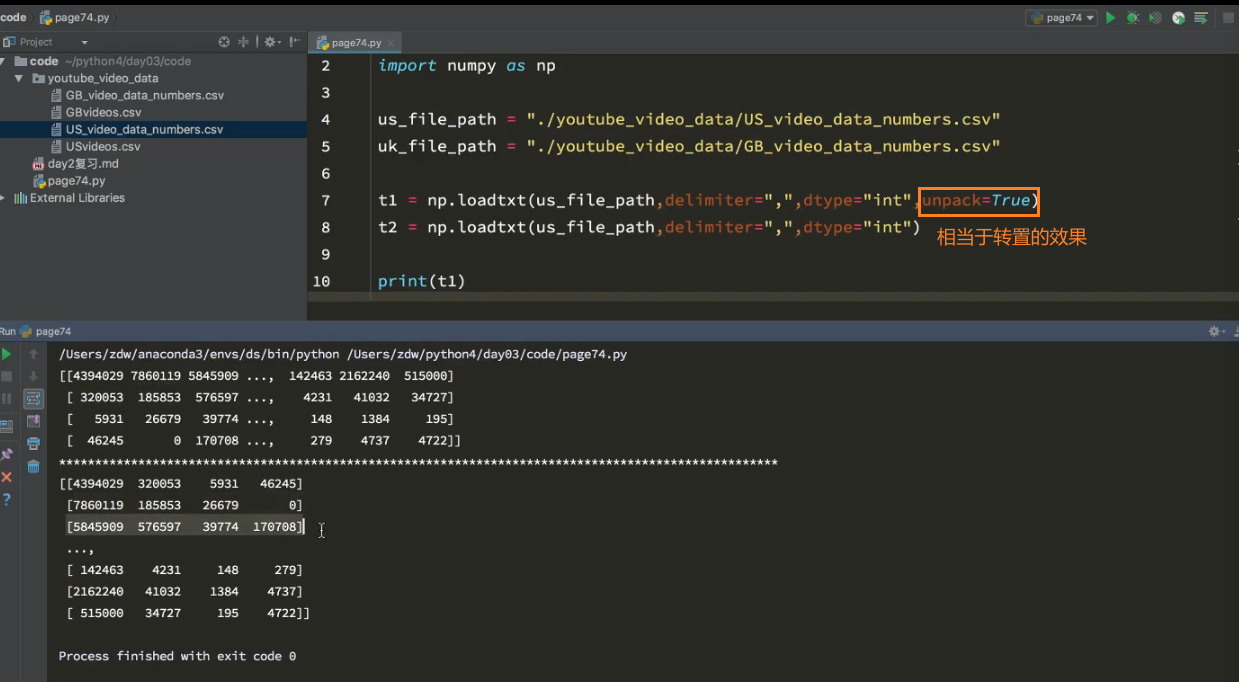 code page74.py page74
Project page74.py
code ~/python4/day03/code
youtube_video_data
GB_video_data_numbers.csv
GBvideos.csv
US_video_data_numbers.csv
USvideos.csv
day2复习.md
page74.py
External Libraries
2 import numpy as np
3
4 us_file_path = "./youtube_video_data/US_video_data_numbers.csv"
5 uk_file_path = "./youtube_video_data/GB_video_data_numbers.csv"
6
7 t1 = np.loadtxt(us_file_path,delimiter=",",dtype="int",unpack=True)
8 t2 = np.loadtxt(us_file_path,delimiter=",",dtype="int")
相当于转置的效果
9
10 print(t1)
Run page74
/Users/zdw/anaconda3/envs/ds/bin/python /Users/zdw/python4/day03/code/page74.py
[[4394029 7860119 5845909 ..., 142463 2162240 515000]
[ 320053 185853 576597 ..., 4231 41032 34727]
[ 5931 26679 39774 ..., 148 1384 195]
[ 46245 0 170708 ..., 279 4737 4722]]
****************************************************************************************************
[[4394029 320053 5931 46245]
[7860119 185853 26679 0]
[5845909 576597 39774 170708]
...,
[ 142463 4231 148 279]
[2162240 41032 1384 4737]
[ 515000 34727 195 4722]]
Process finished with exit code 0